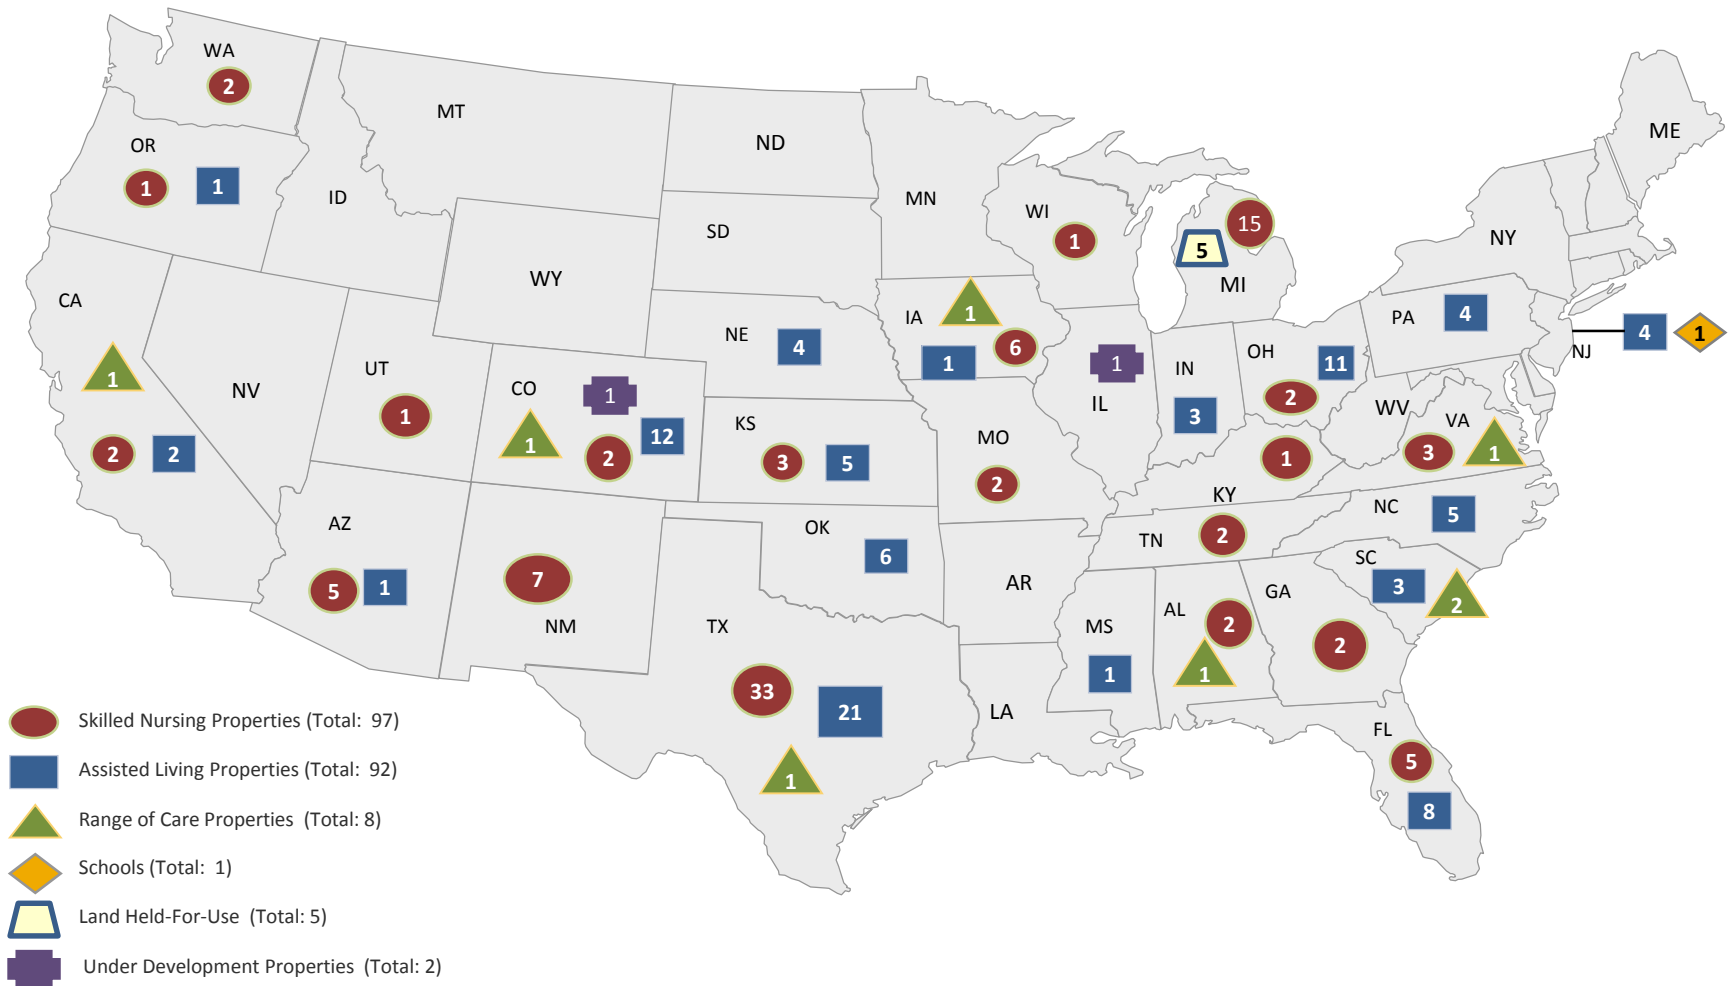 WA
2
MT
ND
ME
OR
1
1
ID
MN
SD
WI
1
15
5
MI
NY
WY
CA
1
2
2
NV
UT
1
CO
1
1
2
12
NE
4
IA
1
1
6
IL
1
IN
3
OH
11
2
PA
4
NJ
4
1
WV
VA
3
1
KS
3
5
MO
2
KY
1
AZ
5
1
NM
7
OK
6
AR
TN
2
NC
5
SC
3
2
TX
33
21
1
LA
MS
1
AL
2
1
GA
2
FL
5
8
Skilled Nursing Properties (Total: 97)
Assisted Living Properties (Total: 92)
Range of Care Properties (Total: 8)
Schools (Total: 1)
Land Held-For-Use (Total: 5)
Under Development Properties (Total: 2)